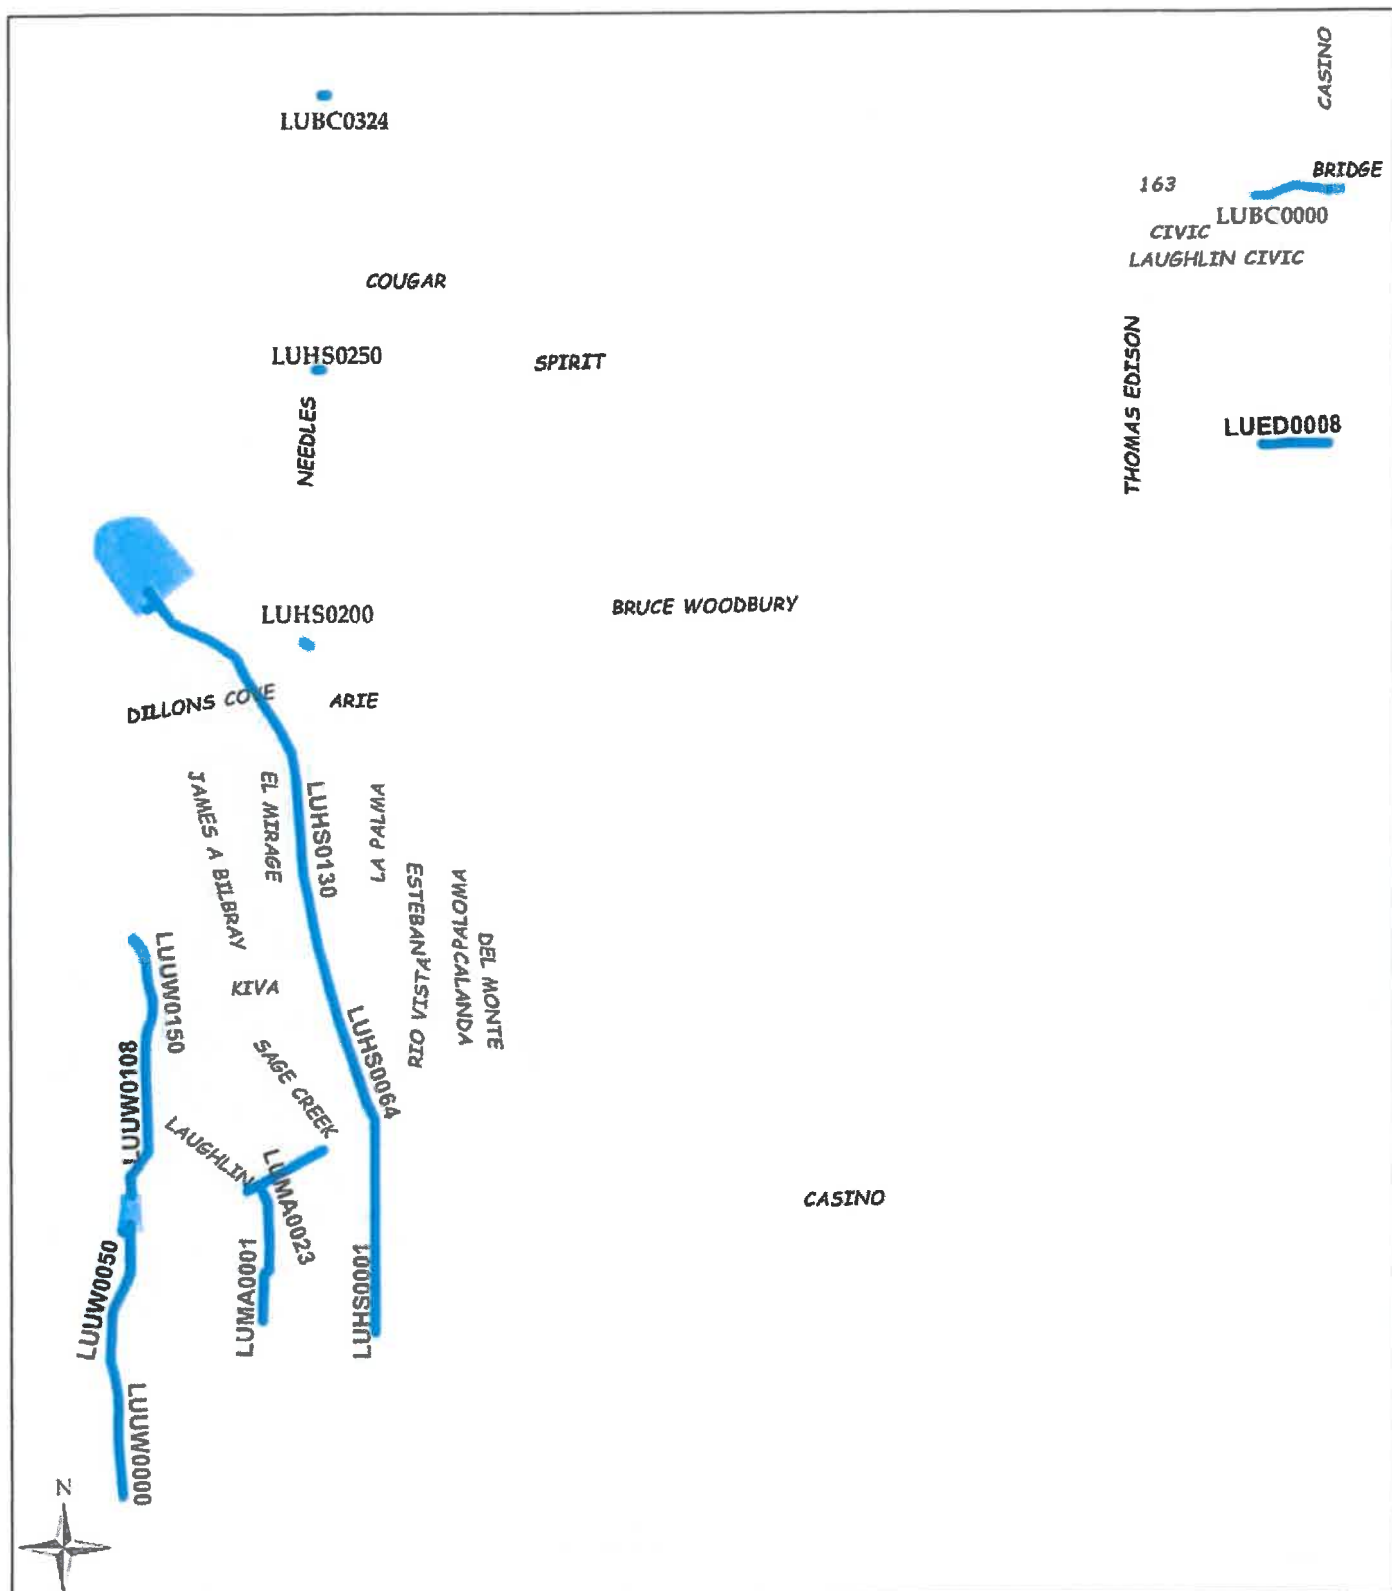 CASINO
LUBC0324
BRIDGE
163
LUBC0000
CIVIC
LAUGHLIN CIVIC
COUGAR
LUHS0250
SPIRIT
THOMAS EDISON
NEEDLES
LUED0008
BRUCE WOODBURY
LUHS0200
DILLONS COVE
ARIE
JAMES A BILBRAY
EL MIRAGE
LUHS0130
LA PALMA
ESTEBAN
RIO VISTA
CALANDA
DEL MONTE
LUUW0150
KIVA
LUHS0064
SAGE CREEK
LUUW0108
LAUGHLIN
LUMA0023
CASINO
LUUW0050
LUMA0001
LUHS0001
LUUW0000
N